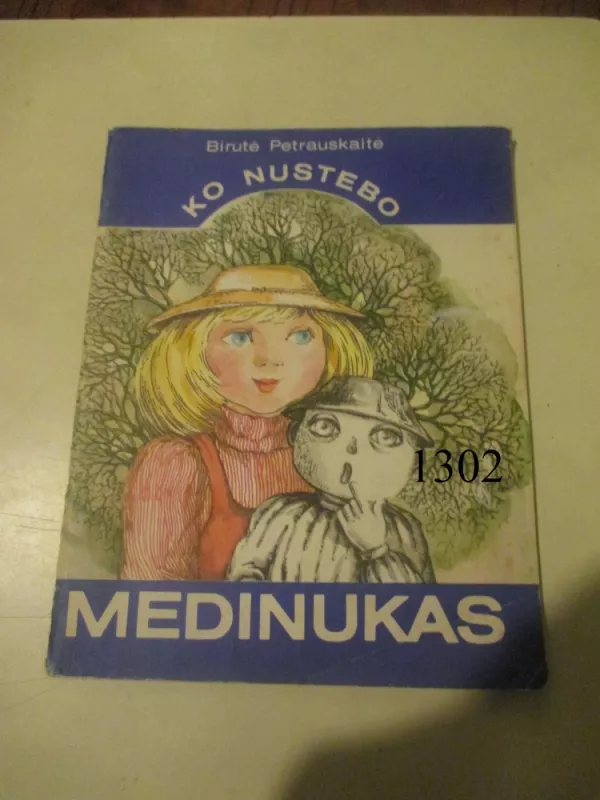 Birutė Petrauskaitė
KO NUSTEBO
1302
MEDINUKAS